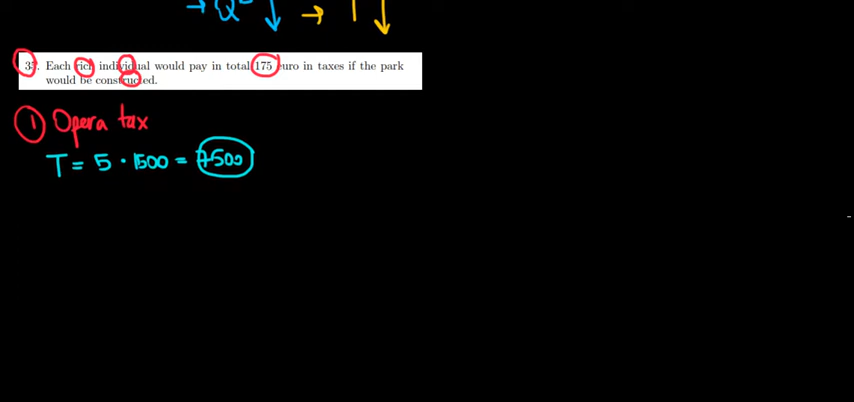 → Q ↓ → T ↓
37. Each rich individual would pay in total 175 euro in taxes if the park
would be constructed.
① Opera tax
T = 5 · 1500 = 7500